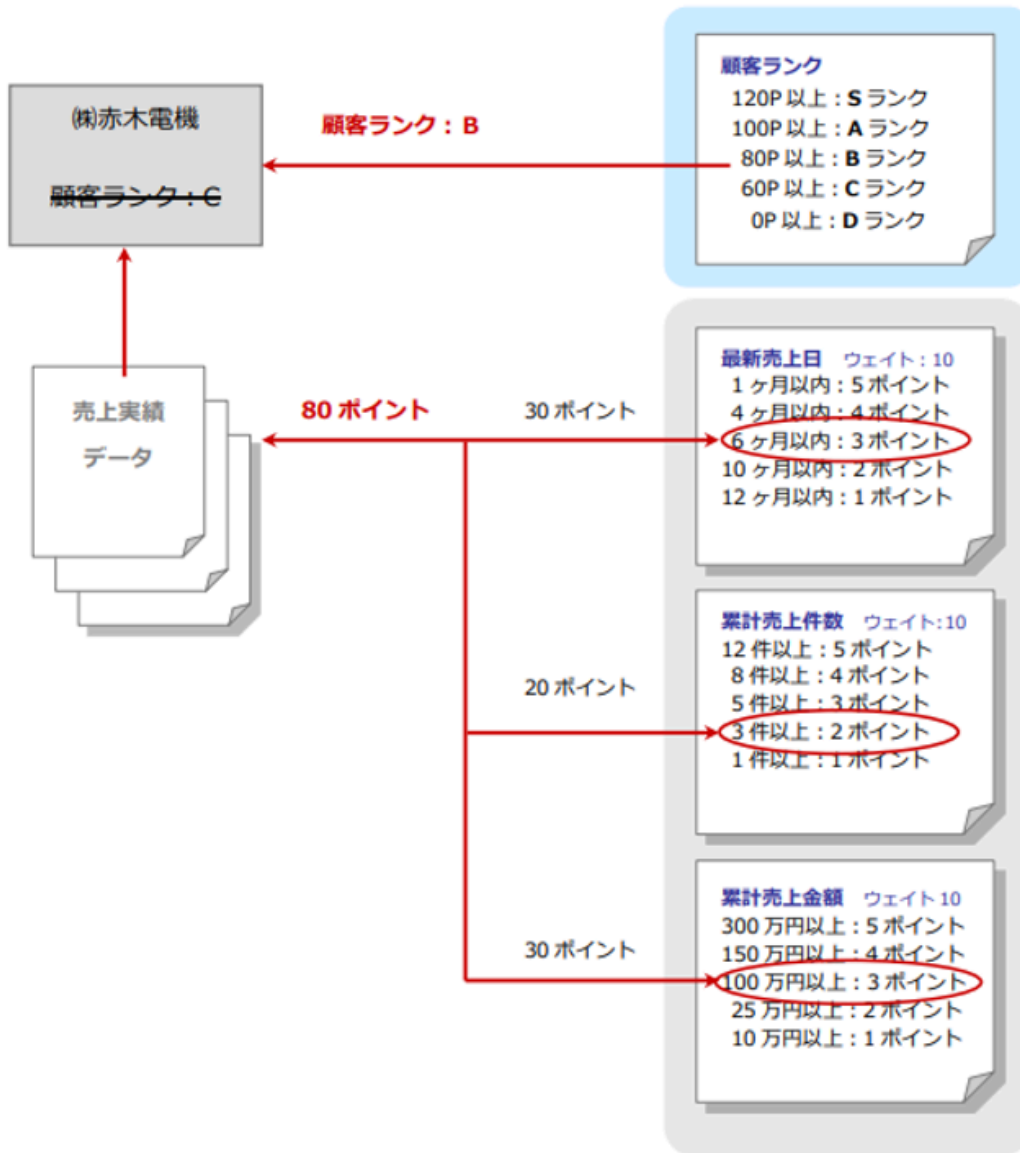 ㈱赤木電機
顧客ランク：C
顧客ランク：B
顧客ランク
120P 以上：S ランク
100P 以上：A ランク
80P 以上：B ランク
60P 以上：C ランク
0P 以上：D ランク
売上実績
データ
80 ポイント
30 ポイント
最新売上日 ウェイト：10
1 ヶ月以内：5 ポイント
4 ヶ月以内：4 ポイント
6 ヶ月以内：3 ポイント
10 ヶ月以内：2 ポイント
12 ヶ月以内：1 ポイント
20 ポイント
累計売上件数 ウェイト：10
12 件以上：5 ポイント
8 件以上：4 ポイント
5 件以上：3 ポイント
3 件以上：2 ポイント
1 件以上：1 ポイント
30 ポイント
累計売上金額 ウェイト 10
300 万円以上：5 ポイント
150 万円以上：4 ポイント
100 万円以上：3 ポイント
25 万円以上：2 ポイント
10 万円以上：1 ポイント